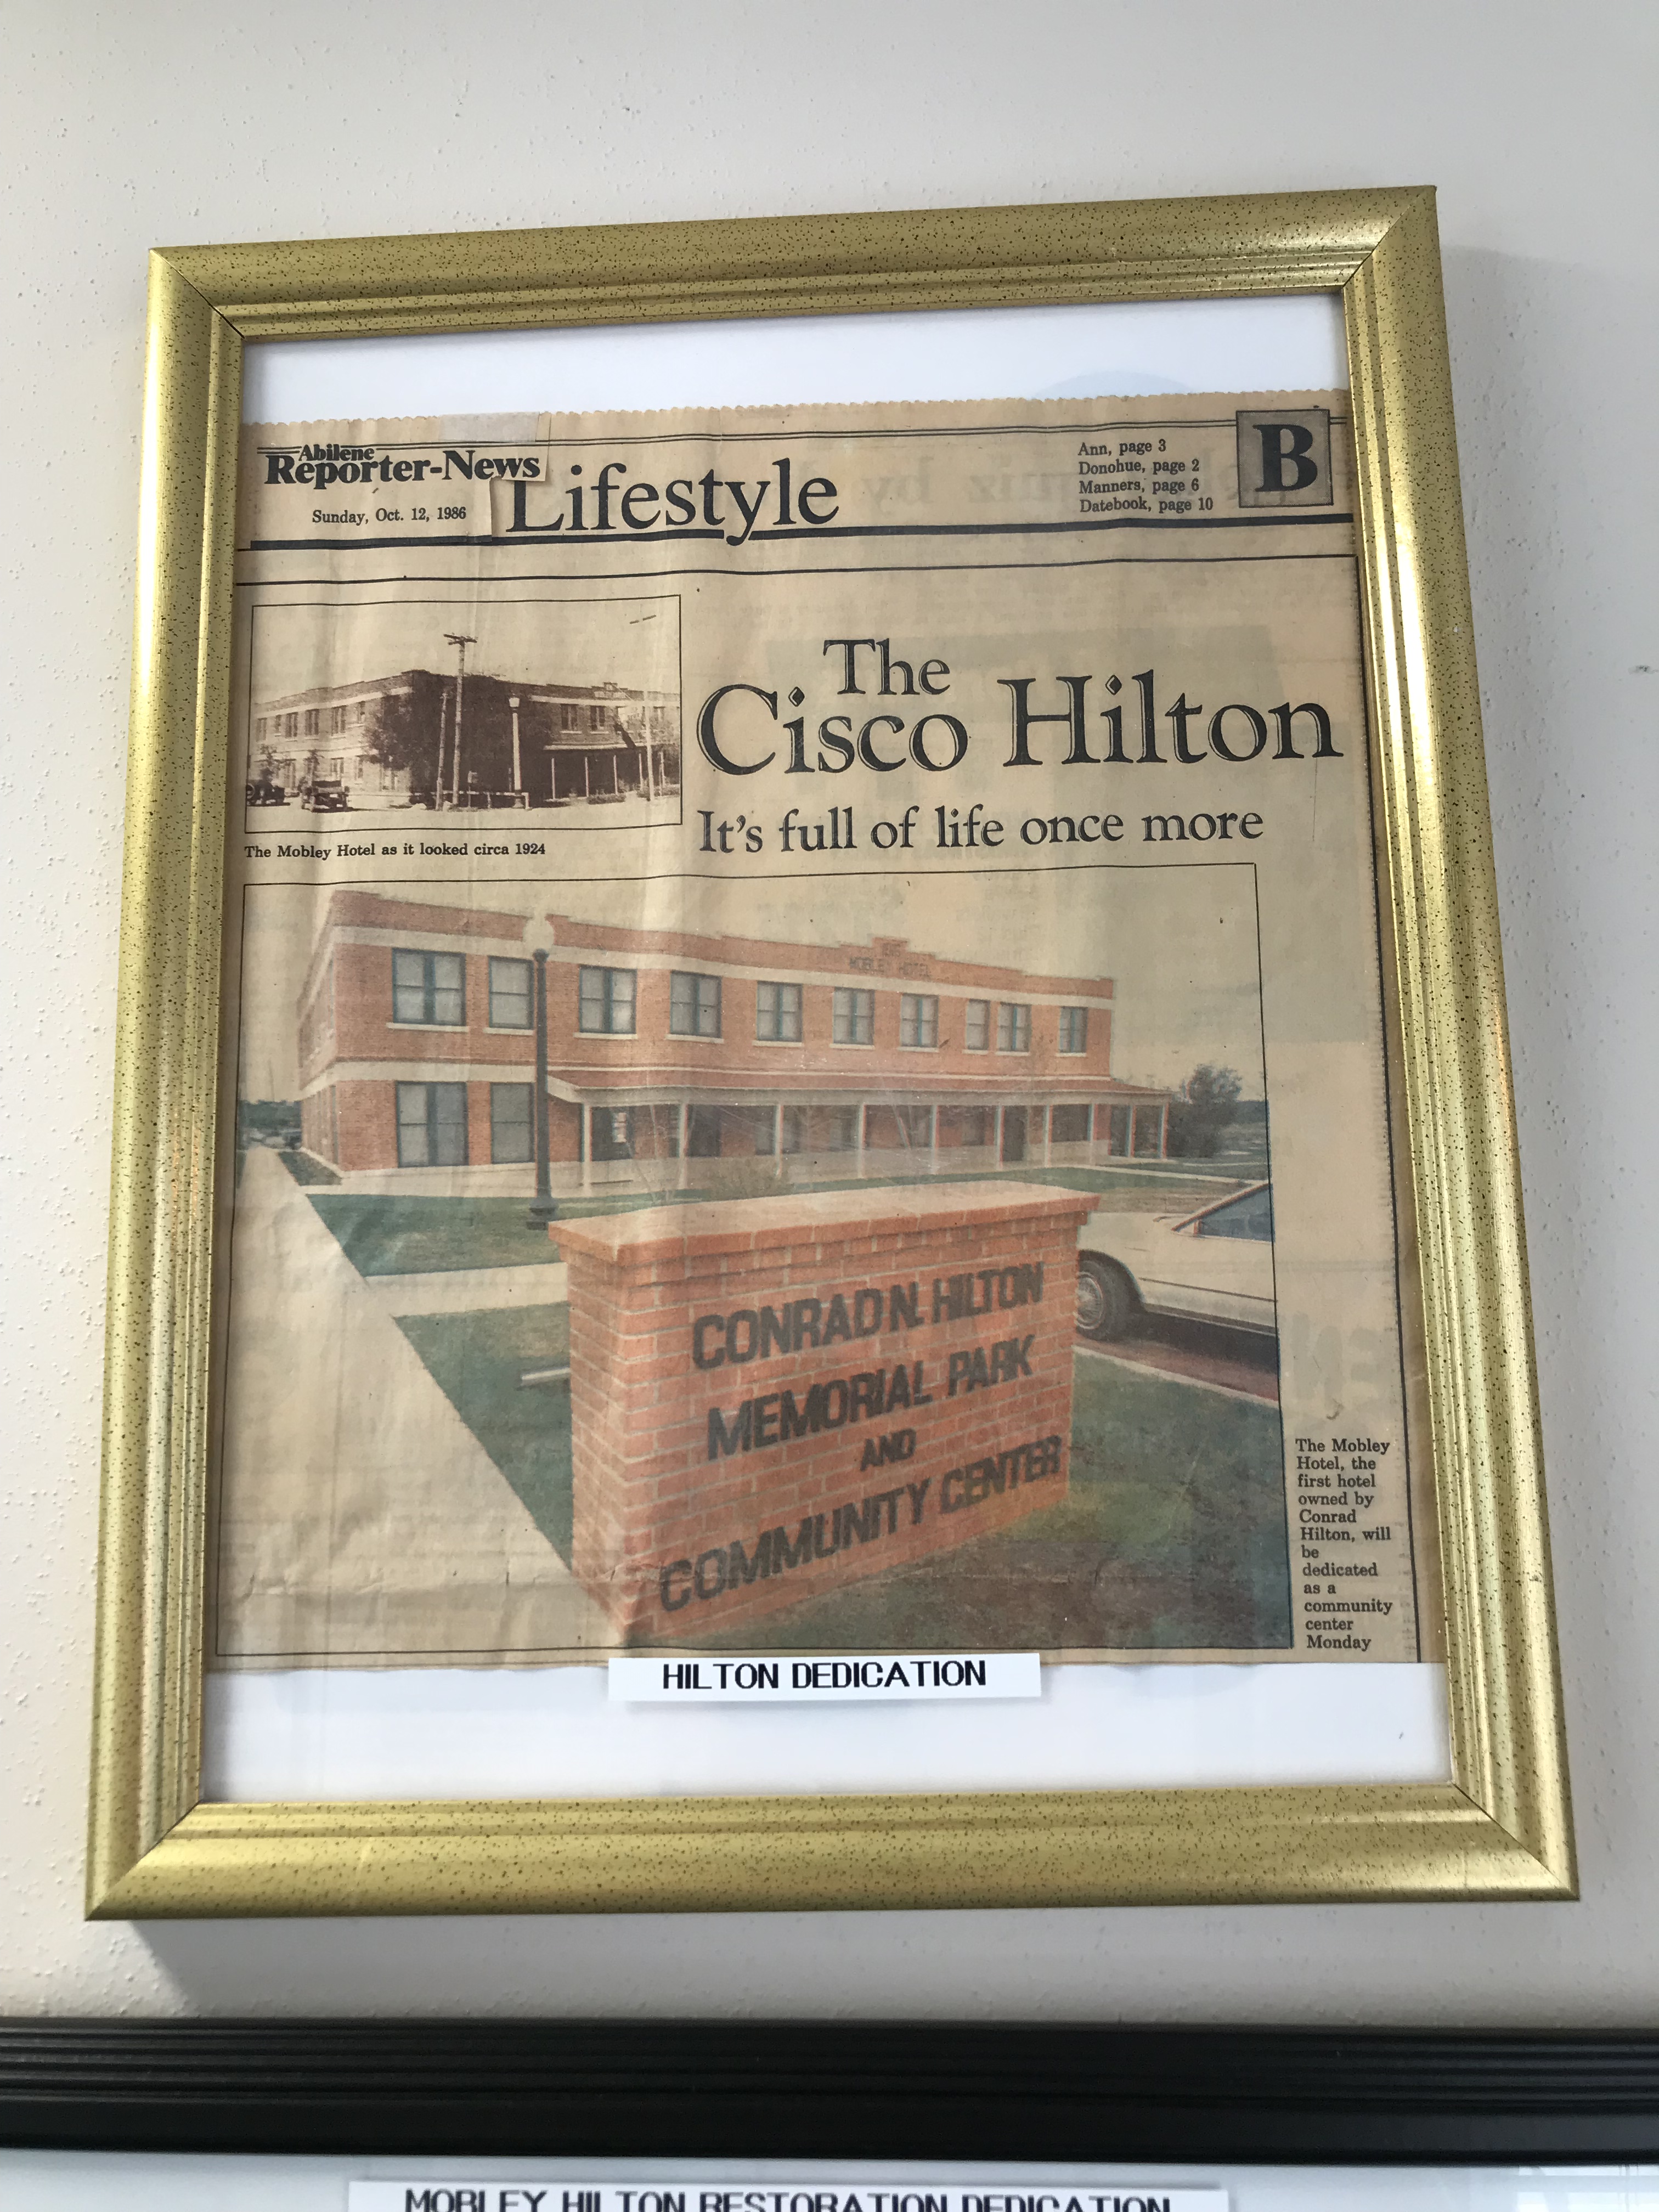 Abilene
Reporter-News
Sunday, Oct. 12, 1986
Lifestyle
Ann, page 3
Donohue, page 2
Manners, page 6
Datebook, page 10
B
The Mobley Hotel as it looked circa 1924
The
Cisco Hilton
It's full of life once more
HOTEL
CONRAD N. HILTON
MEMORIAL PARK
AND
COMMUNITY CENTER
The Mobley
Hotel, the
first hotel
owned by
Conrad
Hilton, will
be
dedicated
as a
community
center
Monday
HILTON DEDICATION
MOBLEY HILTON RESTORATION DEDICATION